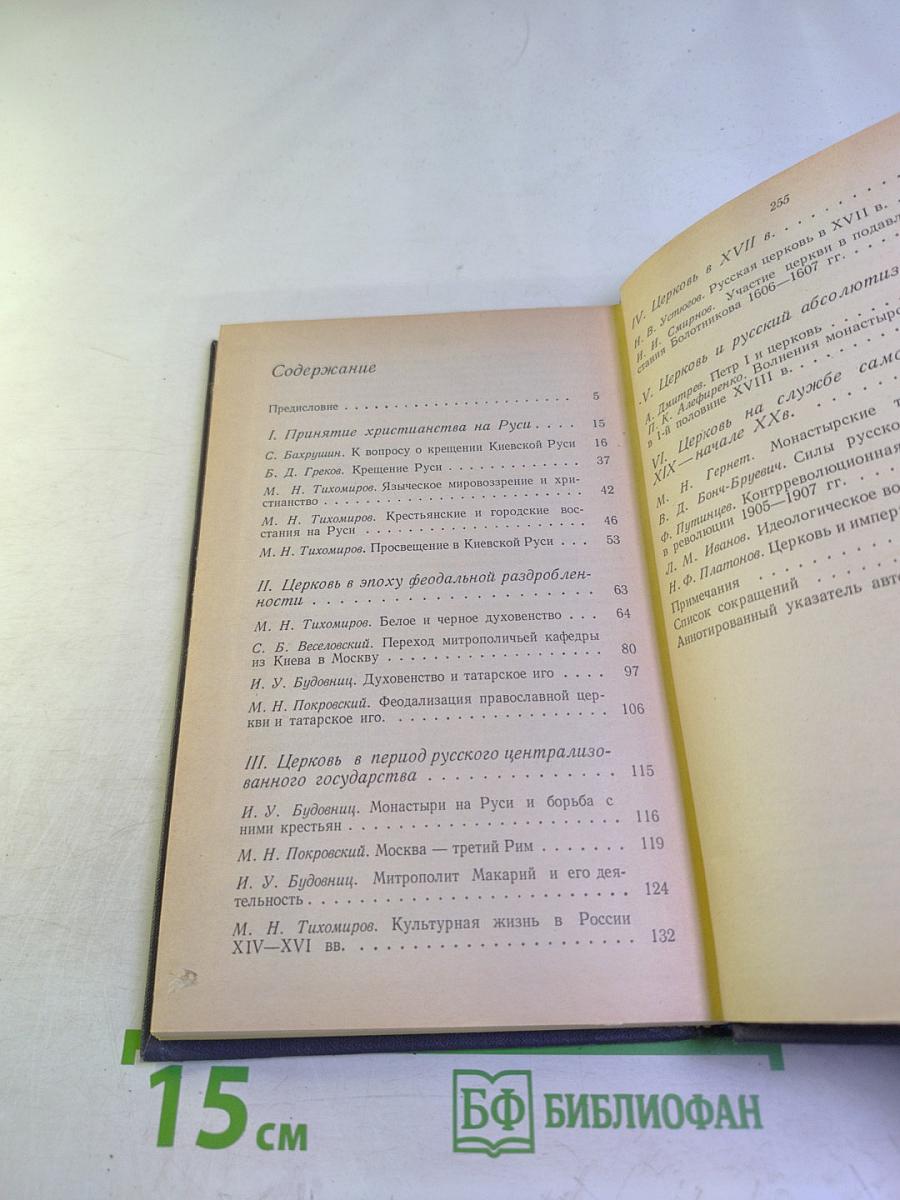 Содержание
Предисловие . . . . . . . . . . . . . . . . . . . . . . . . 5
I. Принятие христианства на Руси . . . . 15
С. Бахрушин. К вопросу о крещении Киевской Руси 16
Б. Д. Греков. Крещение Руси . . . . . . . . . . . . 37
М. Н. Тихомиров. Языческое мировоззрение и хри-
стианство . . . . . . . . . . . . . . . . . . . . . . . . 42
М. Н. Тихомиров. Крестьянские и городские вос-
стания на Руси . . . . . . . . . . . . . . . . . . . . 46
М. Н. Тихомиров. Просвещение в Киевской Руси . . . 53
II. Церковь в эпоху феодальной раздроблен-
ности . . . . . . . . . . . . . . . . . . . . . . 63
М. Н. Тихомиров. Белое и черное духовенство . . . 64
С. Б. Веселовский. Переход митрополичьей кафедры
из Киева в Москву . . . . . . . . . . . . . . . . . . 80
И. У. Будовниц. Духовенство и татарское иго . . . . 97
М. Н. Покровский. Феодализация православной цер-
кви и татарское иго. . . . . . . . . . . . . . . . . . 106
III. Церковь в период русского централизо-
ванного государства . . . . . . . . . . . . . . 115
И. У. Будовниц. Монастыри на Руси и борьба с
ними крестьян . . . . . . . . . . . . . . . . . . . . . 116
М. Н. Покровский. Москва — третий Рим . . . . . . . 119
И. У. Будовниц. Митрополит Макарий и его дея-
тельность . . . . . . . . . . . . . . . . . . . . . . . . 124
М. Н. Тихомиров. Культурная жизнь в России
XIV—XVI вв. . . . . . . . . . . . . . . . . . . . . . 132
255
IV. Церковь в XVII в. . . . . . . . .
Н. В. Устюгов. Русская церковь в XVII в. .
И. И. Смирнов. Участие церкви в подавл
стания Болотникова 1606—1607 гг. . . . .
V. Церковь и русский абсолютиз
А. Дмитрев. Петр I и церковь . . . . .
П. К. Алефиренко. Волнения монастырс
в 1-й половине XVIII в. . . . . . . .
VI. Церковь на службе само
XIX—начале XXв. . . . . . .
М. Н. Гернет. Монастырские т
В. Д. Бонч-Бруевич. Силы русско
Ф. Путинцев. Контрреволюционная
в революции 1905—1907 гг. . . . .
Л. М. Иванов. Идеологическое во
Н. Ф. Платонов. Церковь и импер
Примечания . . . . . . . .
Список сокращений . . . . . .
Аннотированный указатель авто
15 см
БФ БИБЛИОФАН